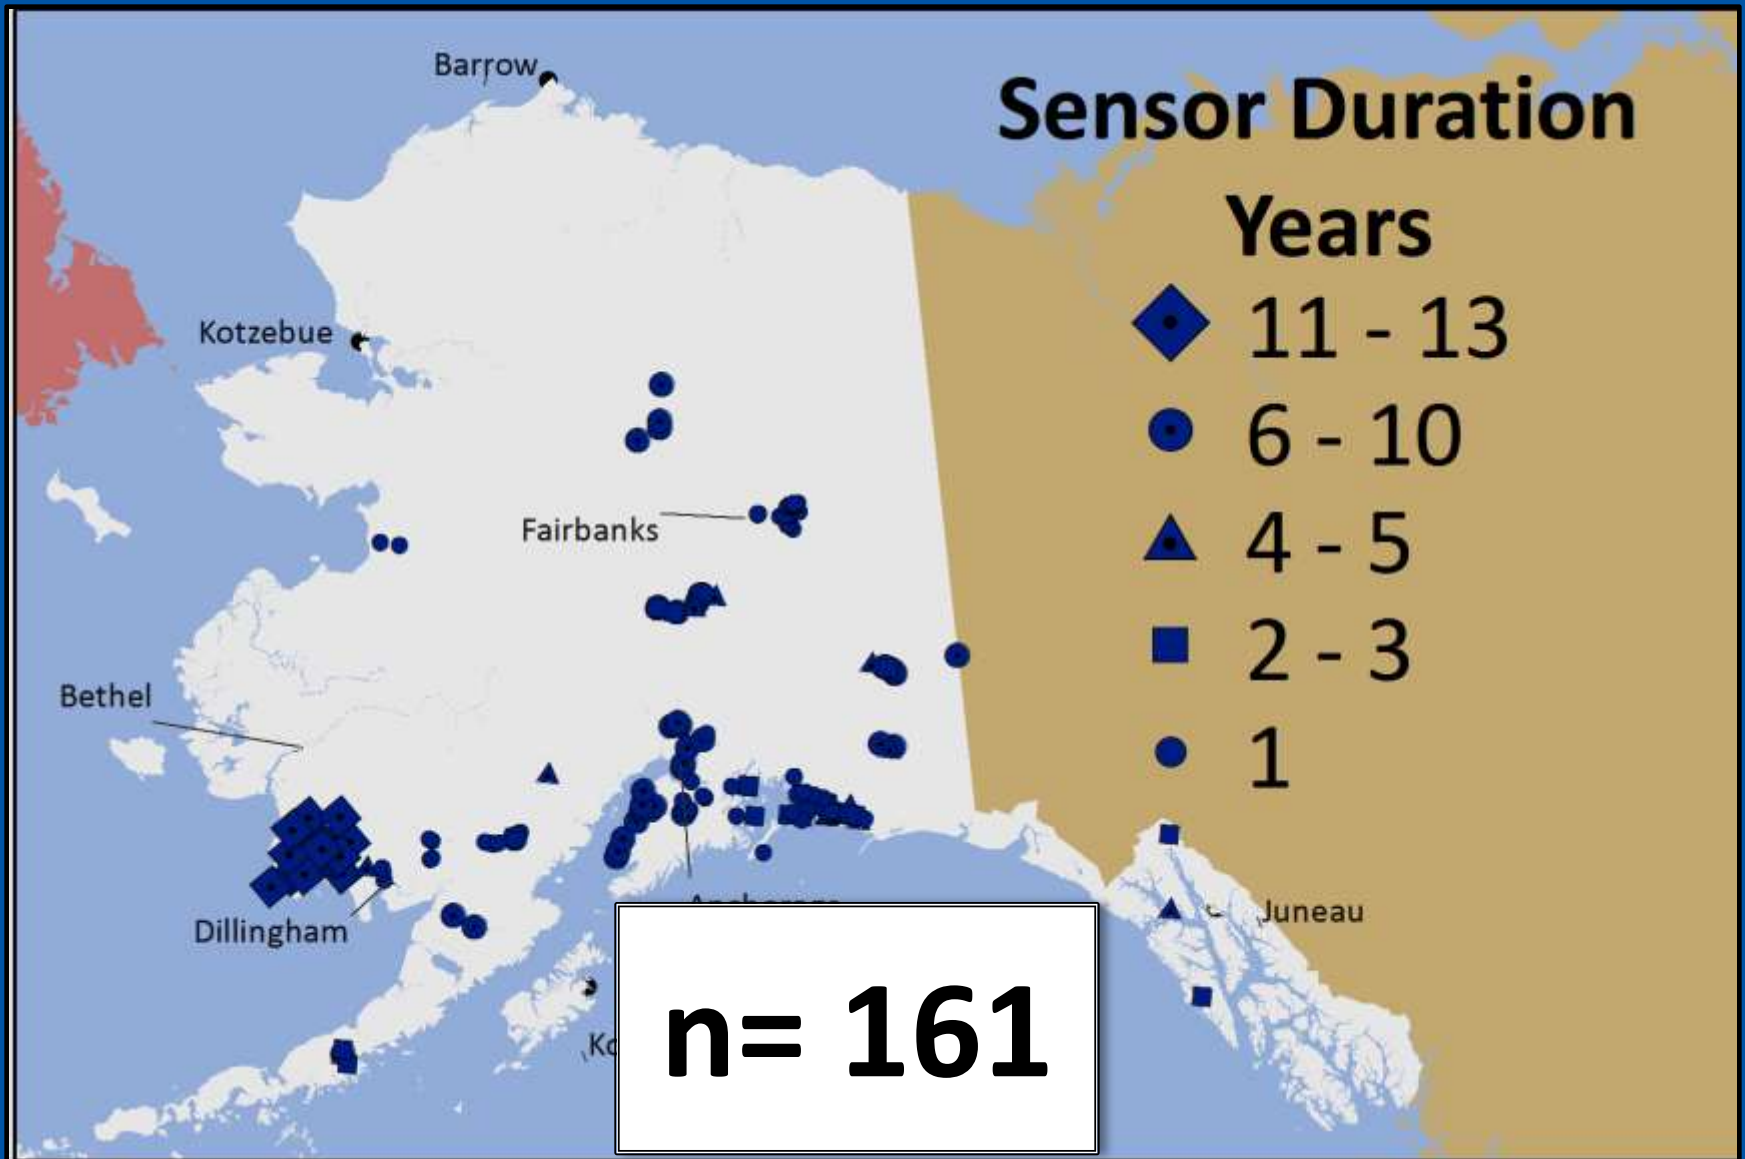 Barrow
Sensor Duration
Years
11 - 13
Kotzebue
6 - 10
Fairbanks
4 - 5
2 - 3
Bethel
1
Dillingham
Juneau
n= 161